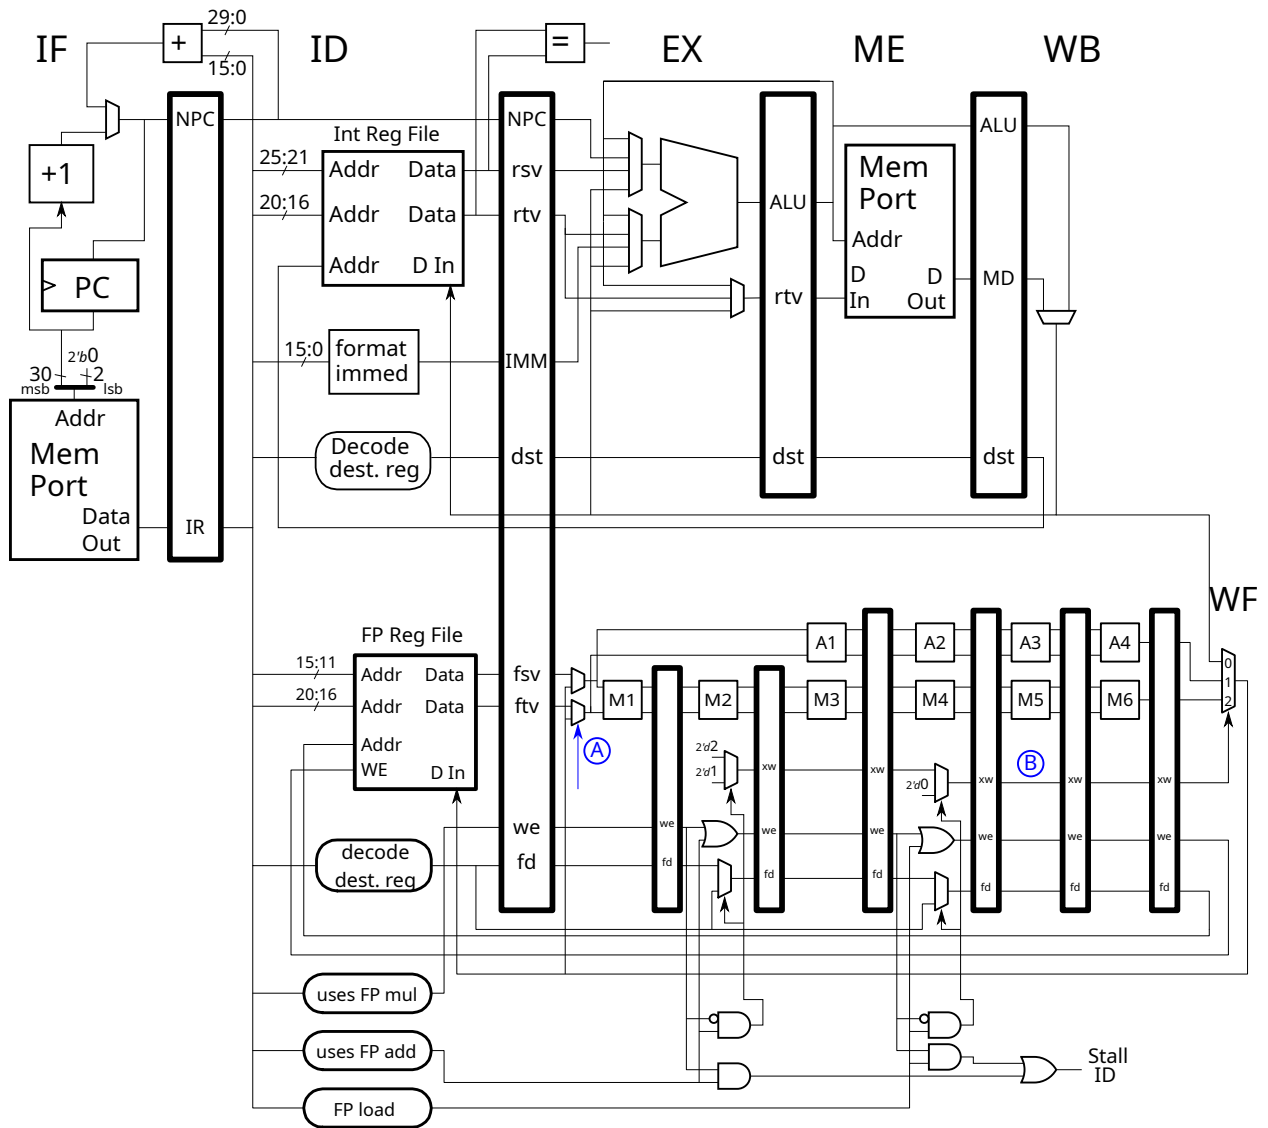 IF
ID
EX
ME
WB
29:0
+
15:0
=
NPC
NPC
ALU
Int Reg File
+1
25:21
Addr
Data
rsv
20:16
Addr
Data
rtv
Addr
D In
ALU
Mem
Port
Addr
D
In
D
Out
MD
rtv
PC
15:0
format
immed
IMM
2'b0
30
2
msb
lsb
Addr
Mem
Port
Data
Out
Decode
dest. reg
dst
dst
dst
IR
WF
FP Reg File
A1
A2
A3
A4
0
1
2
15:11
Addr
Data
fsv
20:16
Addr
Data
ftv
M1
M2
M3
M4
M5
M6
Addr
WE
D In
A
B
2'd2
2'd1
xw
xw
2'd0
xw
xw
xw
we
we
we
we
we
we
we
decode
dest. reg
fd
fd
fd
fd
fd
fd
fd
uses FP mul
uses FP add
FP load
Stall
ID